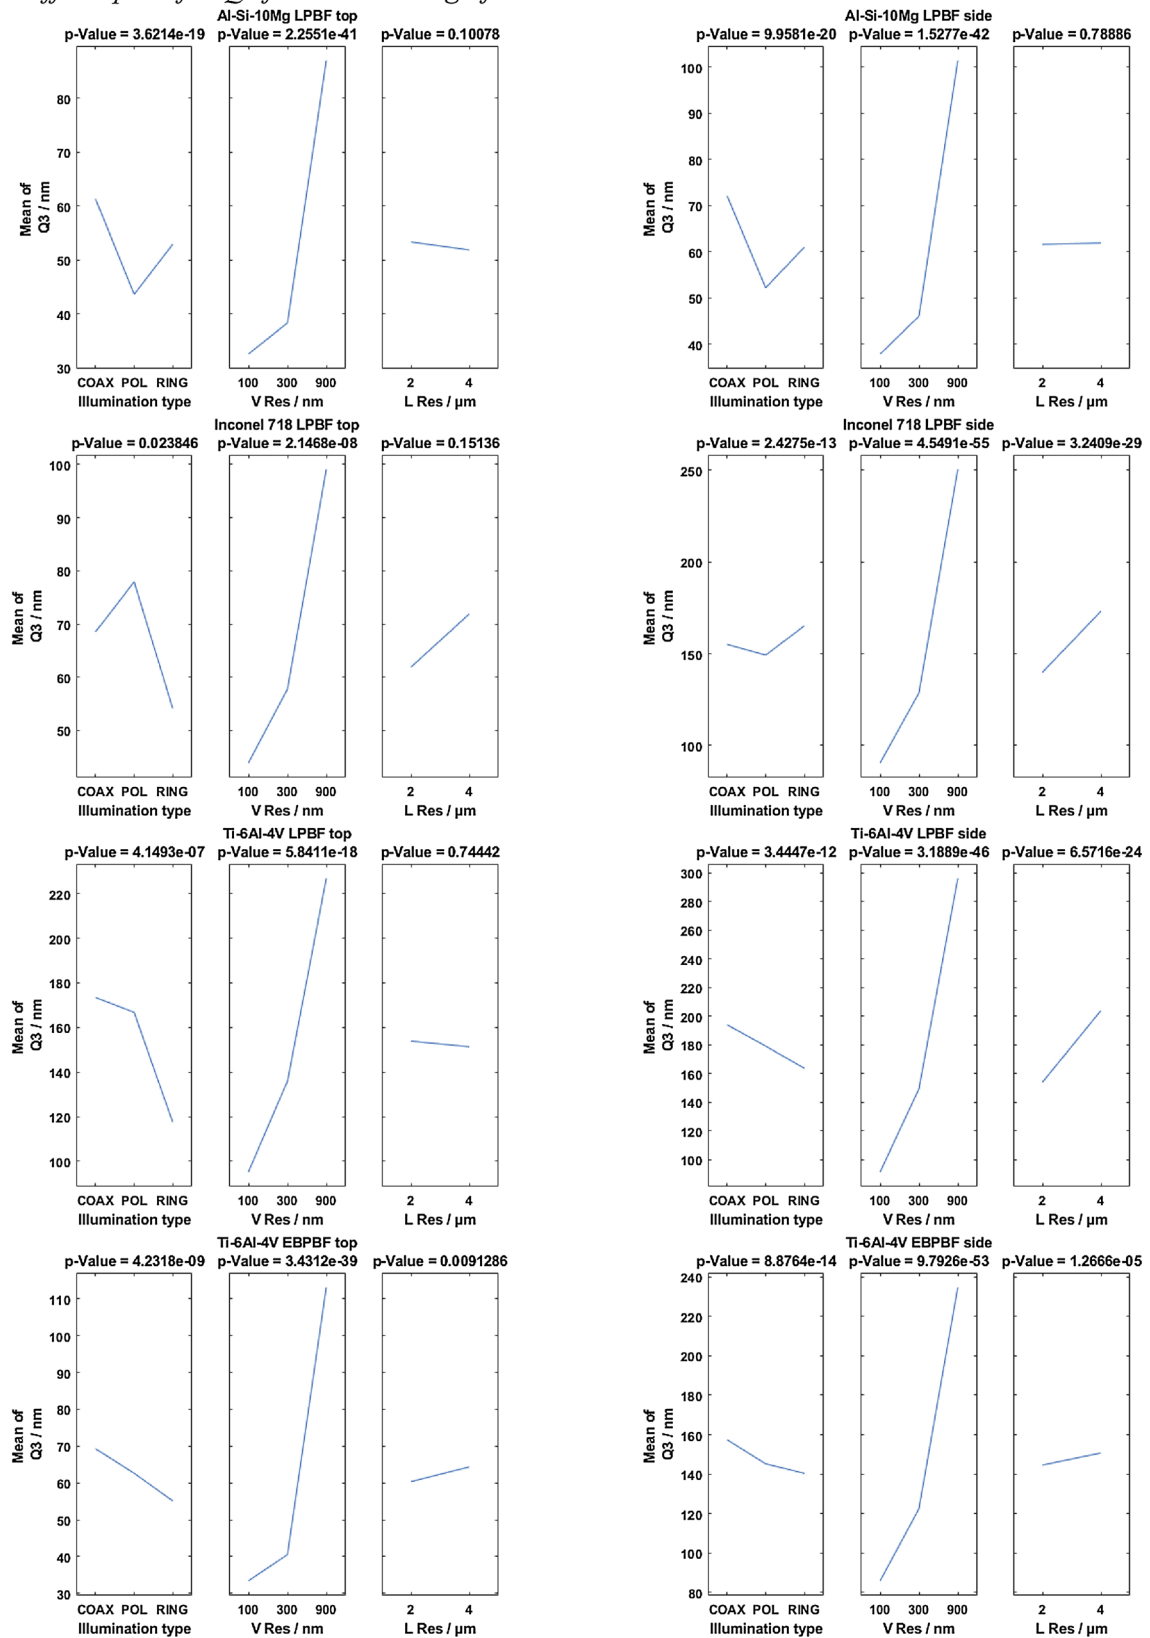 Al-Si-10Mg LPBF top
p-Value = 3.6214e-19 p-Value = 2.2551e-41 p-Value = 0.10078
80
70
60
50
40
30
Mean of
Q3 / nm
COAX POL RING 100 300 900 2 4
Illumination type V Res / nm L Res / µm
Al-Si-10Mg LPBF side
p-Value = 9.9581e-20 p-Value = 1.5277e-42 p-Value = 0.78886
100
90
80
70
60
50
40
Mean of
Q3 / nm
COAX POL RING 100 300 900 2 4
Illumination type V Res / nm L Res / µm
Inconel 718 LPBF top
p-Value = 0.023846 p-Value = 2.1468e-08 p-Value = 0.15136
100
90
80
70
60
50
Mean of
Q3 / nm
COAX POL RING 100 300 900 2 4
Illumination type V Res / nm L Res / µm
Inconel 718 LPBF side
p-Value = 2.4275e-13 p-Value = 4.5491e-55 p-Value = 3.2409e-29
250
200
150
100
Mean of
Q3 / nm
COAX POL RING 100 300 900 2 4
Illumination type V Res / nm L Res / µm
Ti-6Al-4V LPBF top
p-Value = 4.1493e-07 p-Value = 5.8411e-18 p-Value = 0.74442
220
200
180
160
140
120
100
Mean of
Q3 / nm
COAX POL RING 100 300 900 2 4
Illumination type V Res / nm L Res / µm
Ti-6Al-4V LPBF side
p-Value = 3.4447e-12 p-Value = 3.1889e-46 p-Value = 6.5716e-24
300
280
260
240
220
200
180
160
140
120
100
Mean of
Q3 / nm
COAX POL RING 100 300 900 2 4
Illumination type V Res / nm L Res / µm
Ti-6Al-4V EBPBF top
p-Value = 4.2318e-09 p-Value = 3.4312e-39 p-Value = 0.0091286
110
100
90
80
70
60
50
40
30
Mean of
Q3 / nm
COAX POL RING 100 300 900 2 4
Illumination type V Res / nm L Res / µm
Ti-6Al-4V EBPBF side
p-Value = 8.8764e-14 p-Value = 9.7926e-53 p-Value = 1.2666e-05
240
220
200
180
160
140
120
100
80
Mean of
Q3 / nm
COAX POL RING 100 300 900 2 4
Illumination type V Res / nm L Res / µm